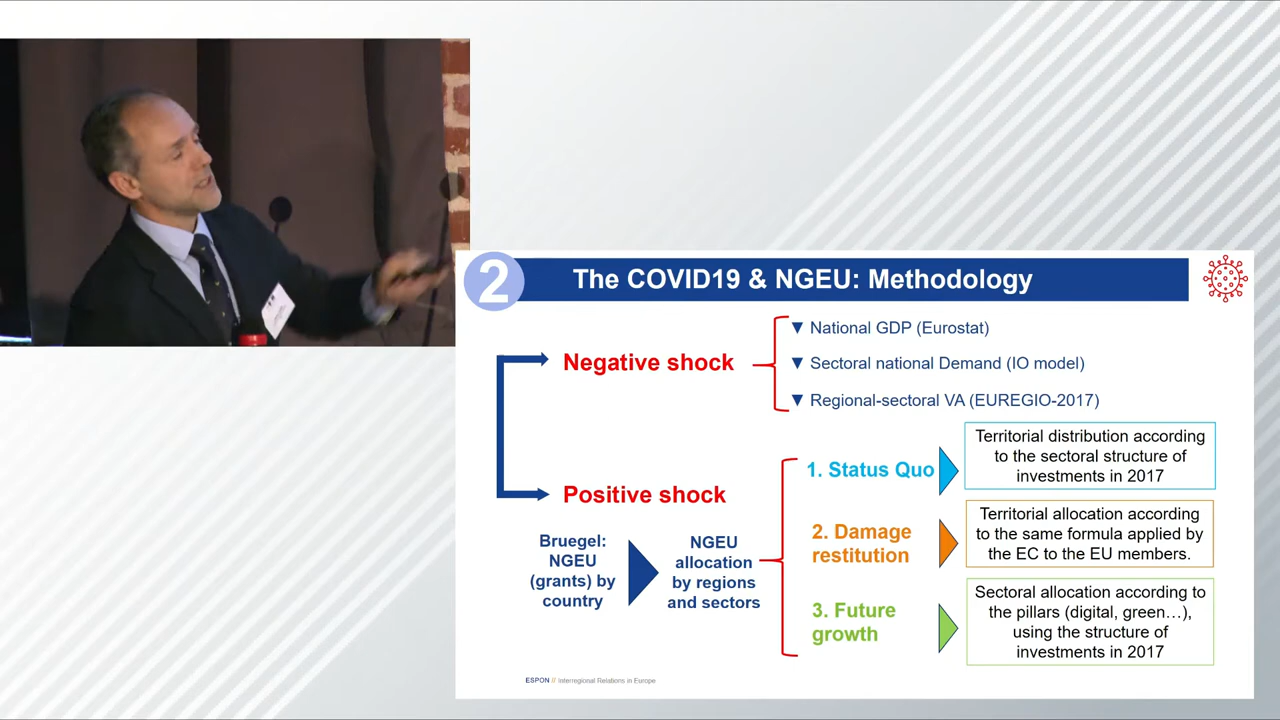 2
The COVID19 & NGEU: Methodology
Negative shock
▼ National GDP (Eurostat)
▼ Sectoral national Demand (IO model)
▼ Regional-sectoral VA (EUREGIO-2017)
Positive shock
Bruegel:
NGEU
(grants) by
country
NGEU
allocation
by regions
and sectors
1. Status Quo
Territorial distribution according
to the sectoral structure of
investments in 2017
2. Damage
restitution
Territorial allocation according
to the same formula applied by
the EC to the EU members.
3. Future
growth
Sectoral allocation according to
the pillars (digital, green…),
using the structure of
investments in 2017
ESPON // Interregional Relations in Europe